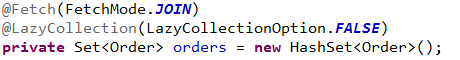 @Fetch(FetchMode.JOIN)
@LazyCollection(LazyCollectionOption.FALSE)
private Set<Order> orders = new HashSet<Order>();